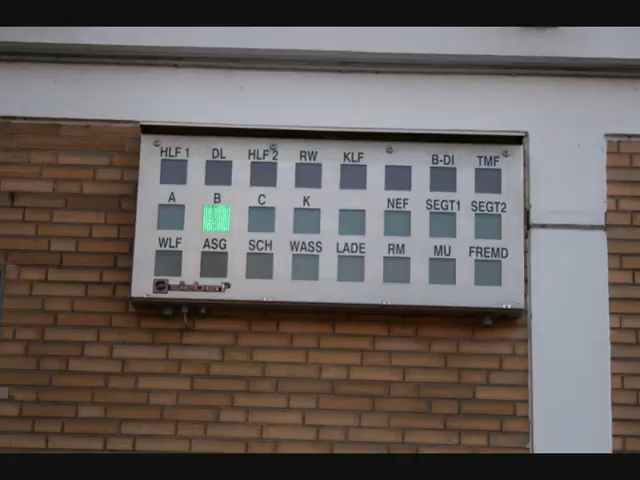 HLF 1 DL HLF 2 RW KLF B-DI TMF
A B C K NEF SEGT1 SEGT2
WLF ASG SCH WASS LADE RM MU FREMD